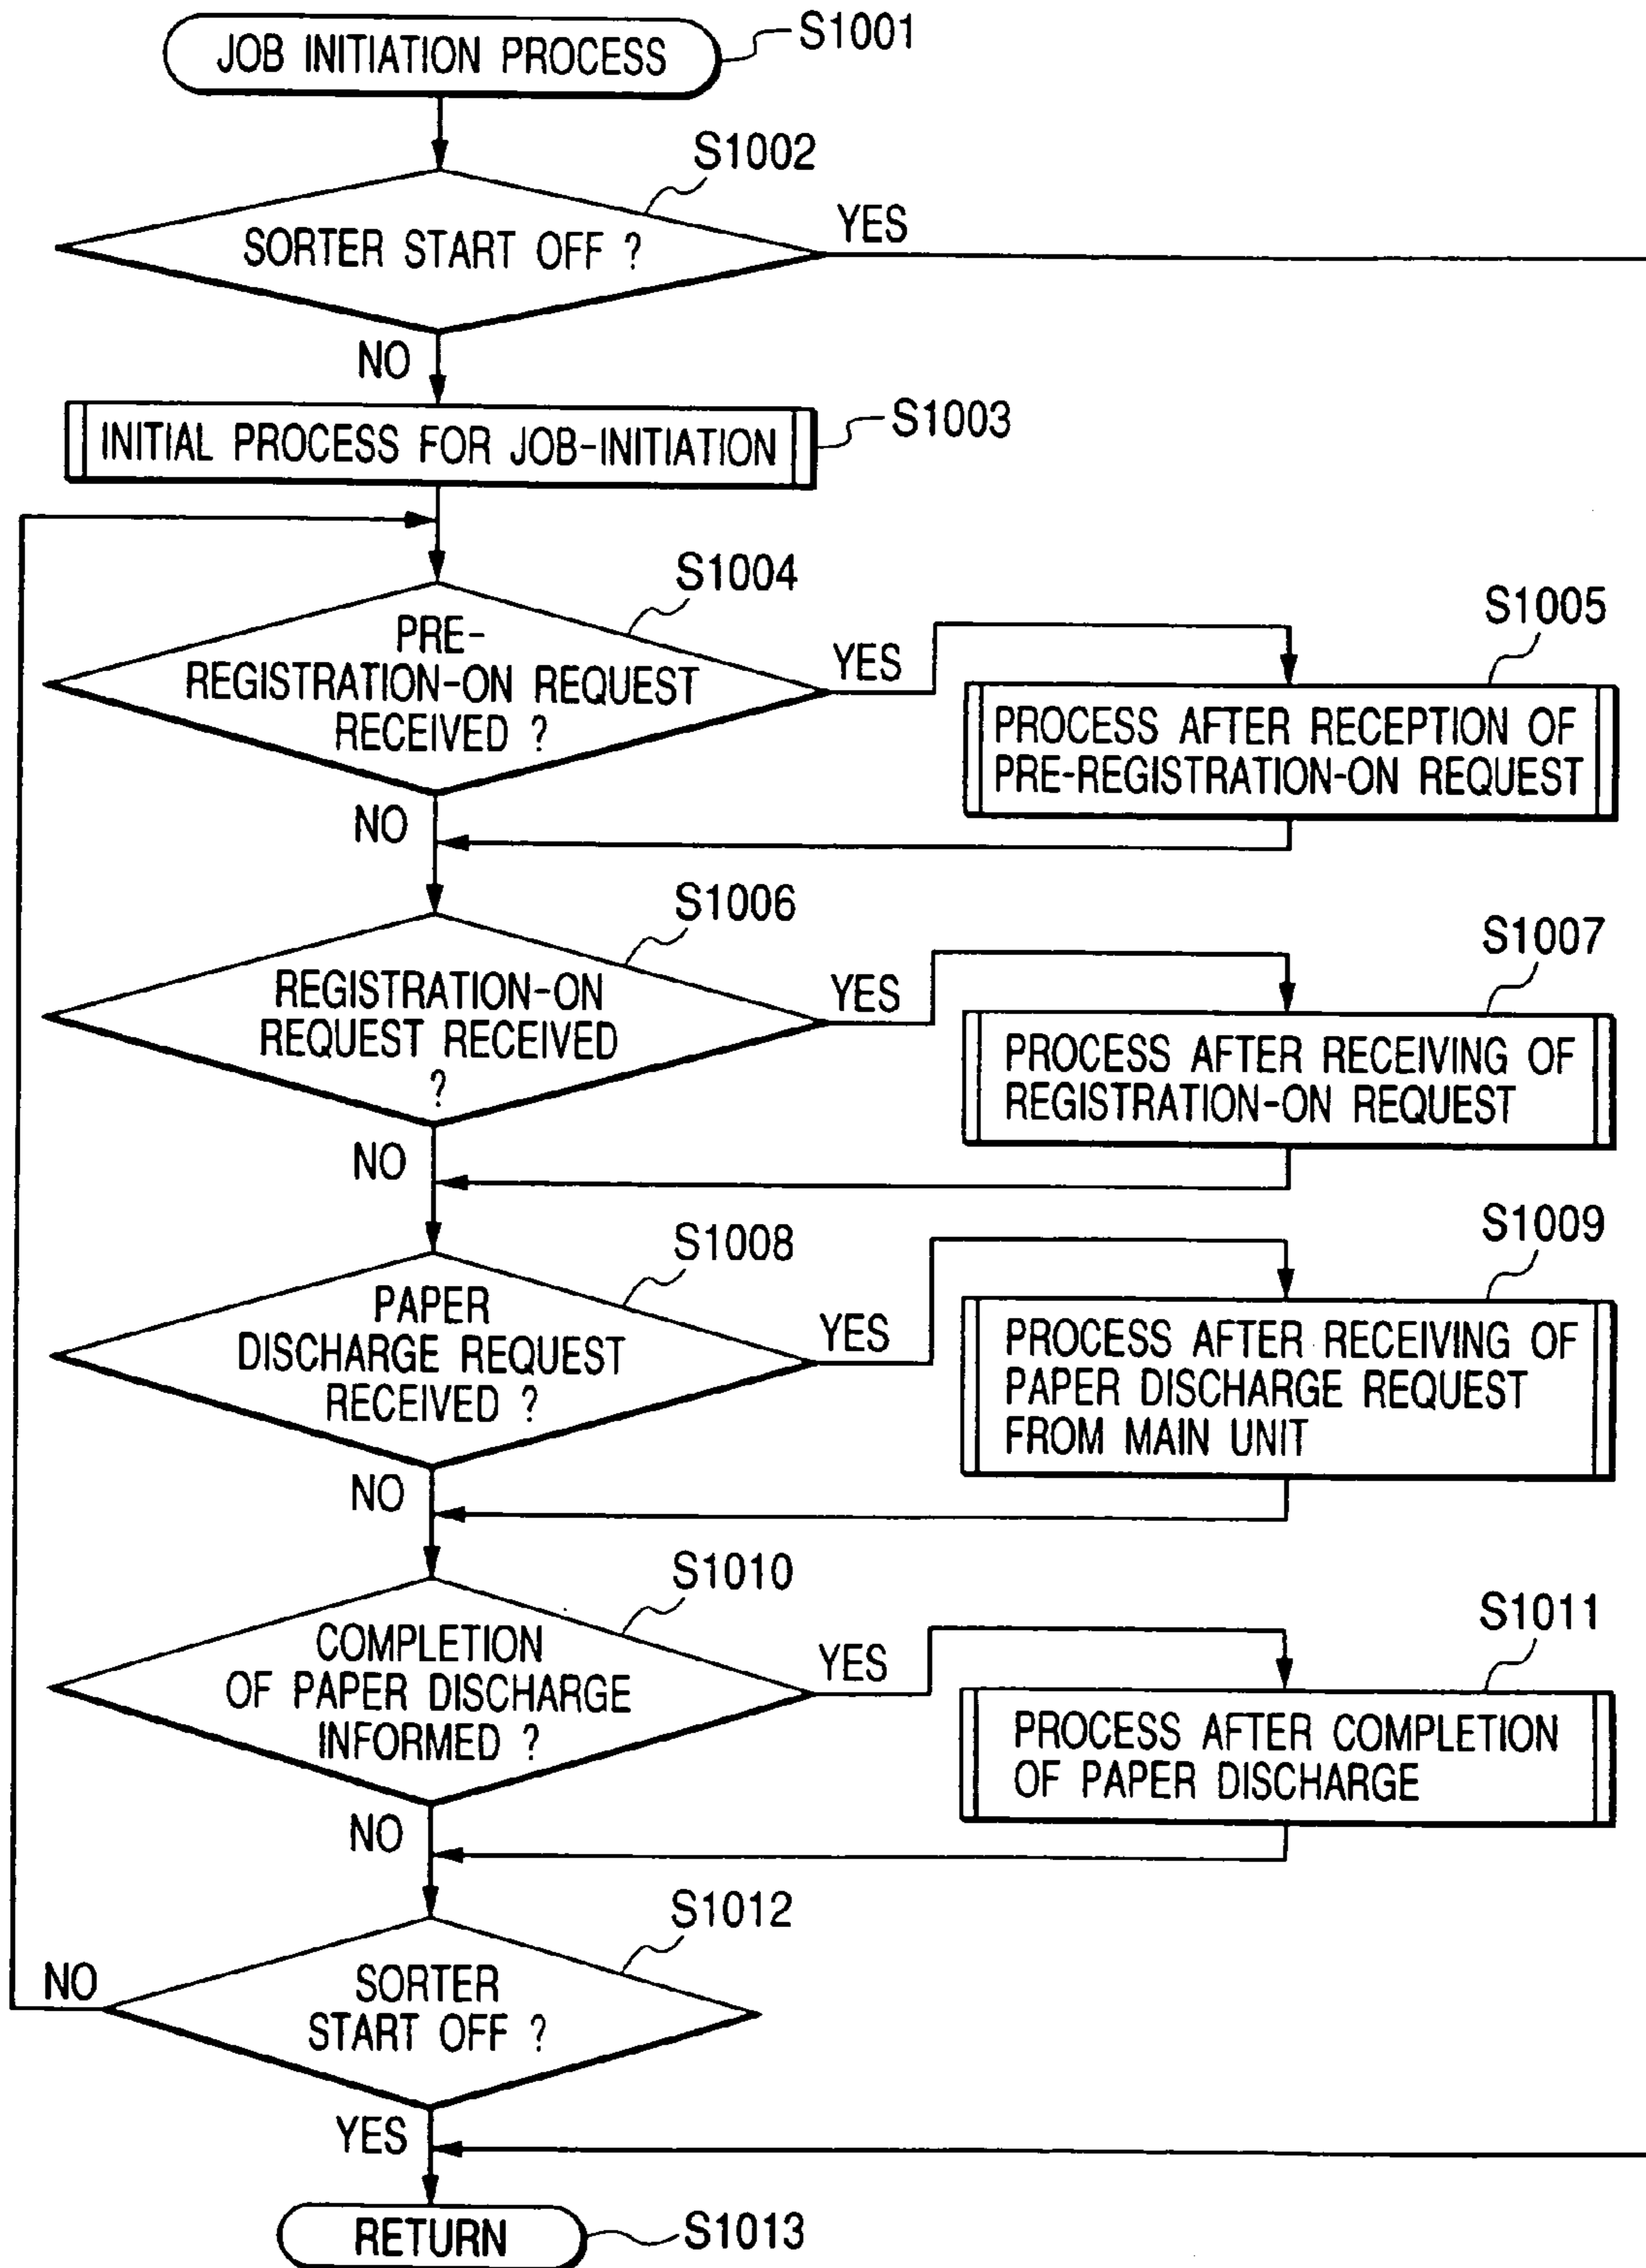 JOB INITIATION PROCESS
S1001
S1002
SORTER START OFF ?
YES
NO
INITIAL PROCESS FOR JOB-INITIATION
S1003
S1004
PRE-
REGISTRATION-ON REQUEST
RECEIVED ?
YES
S1005
PROCESS AFTER RECEPTION OF
PRE-REGISTRATION-ON REQUEST
NO
S1006
REGISTRATION-ON
REQUEST RECEIVED
?
YES
S1007
PROCESS AFTER RECEIVING OF
REGISTRATION-ON REQUEST
NO
S1008
PAPER
DISCHARGE REQUEST
RECEIVED ?
YES
S1009
PROCESS AFTER RECEIVING OF
PAPER DISCHARGE REQUEST
FROM MAIN UNIT
NO
S1010
COMPLETION
OF PAPER DISCHARGE
INFORMED ?
YES
S1011
PROCESS AFTER COMPLETION
OF PAPER DISCHARGE
NO
S1012
SORTER
START OFF ?
NO
YES
RETURN
S1013